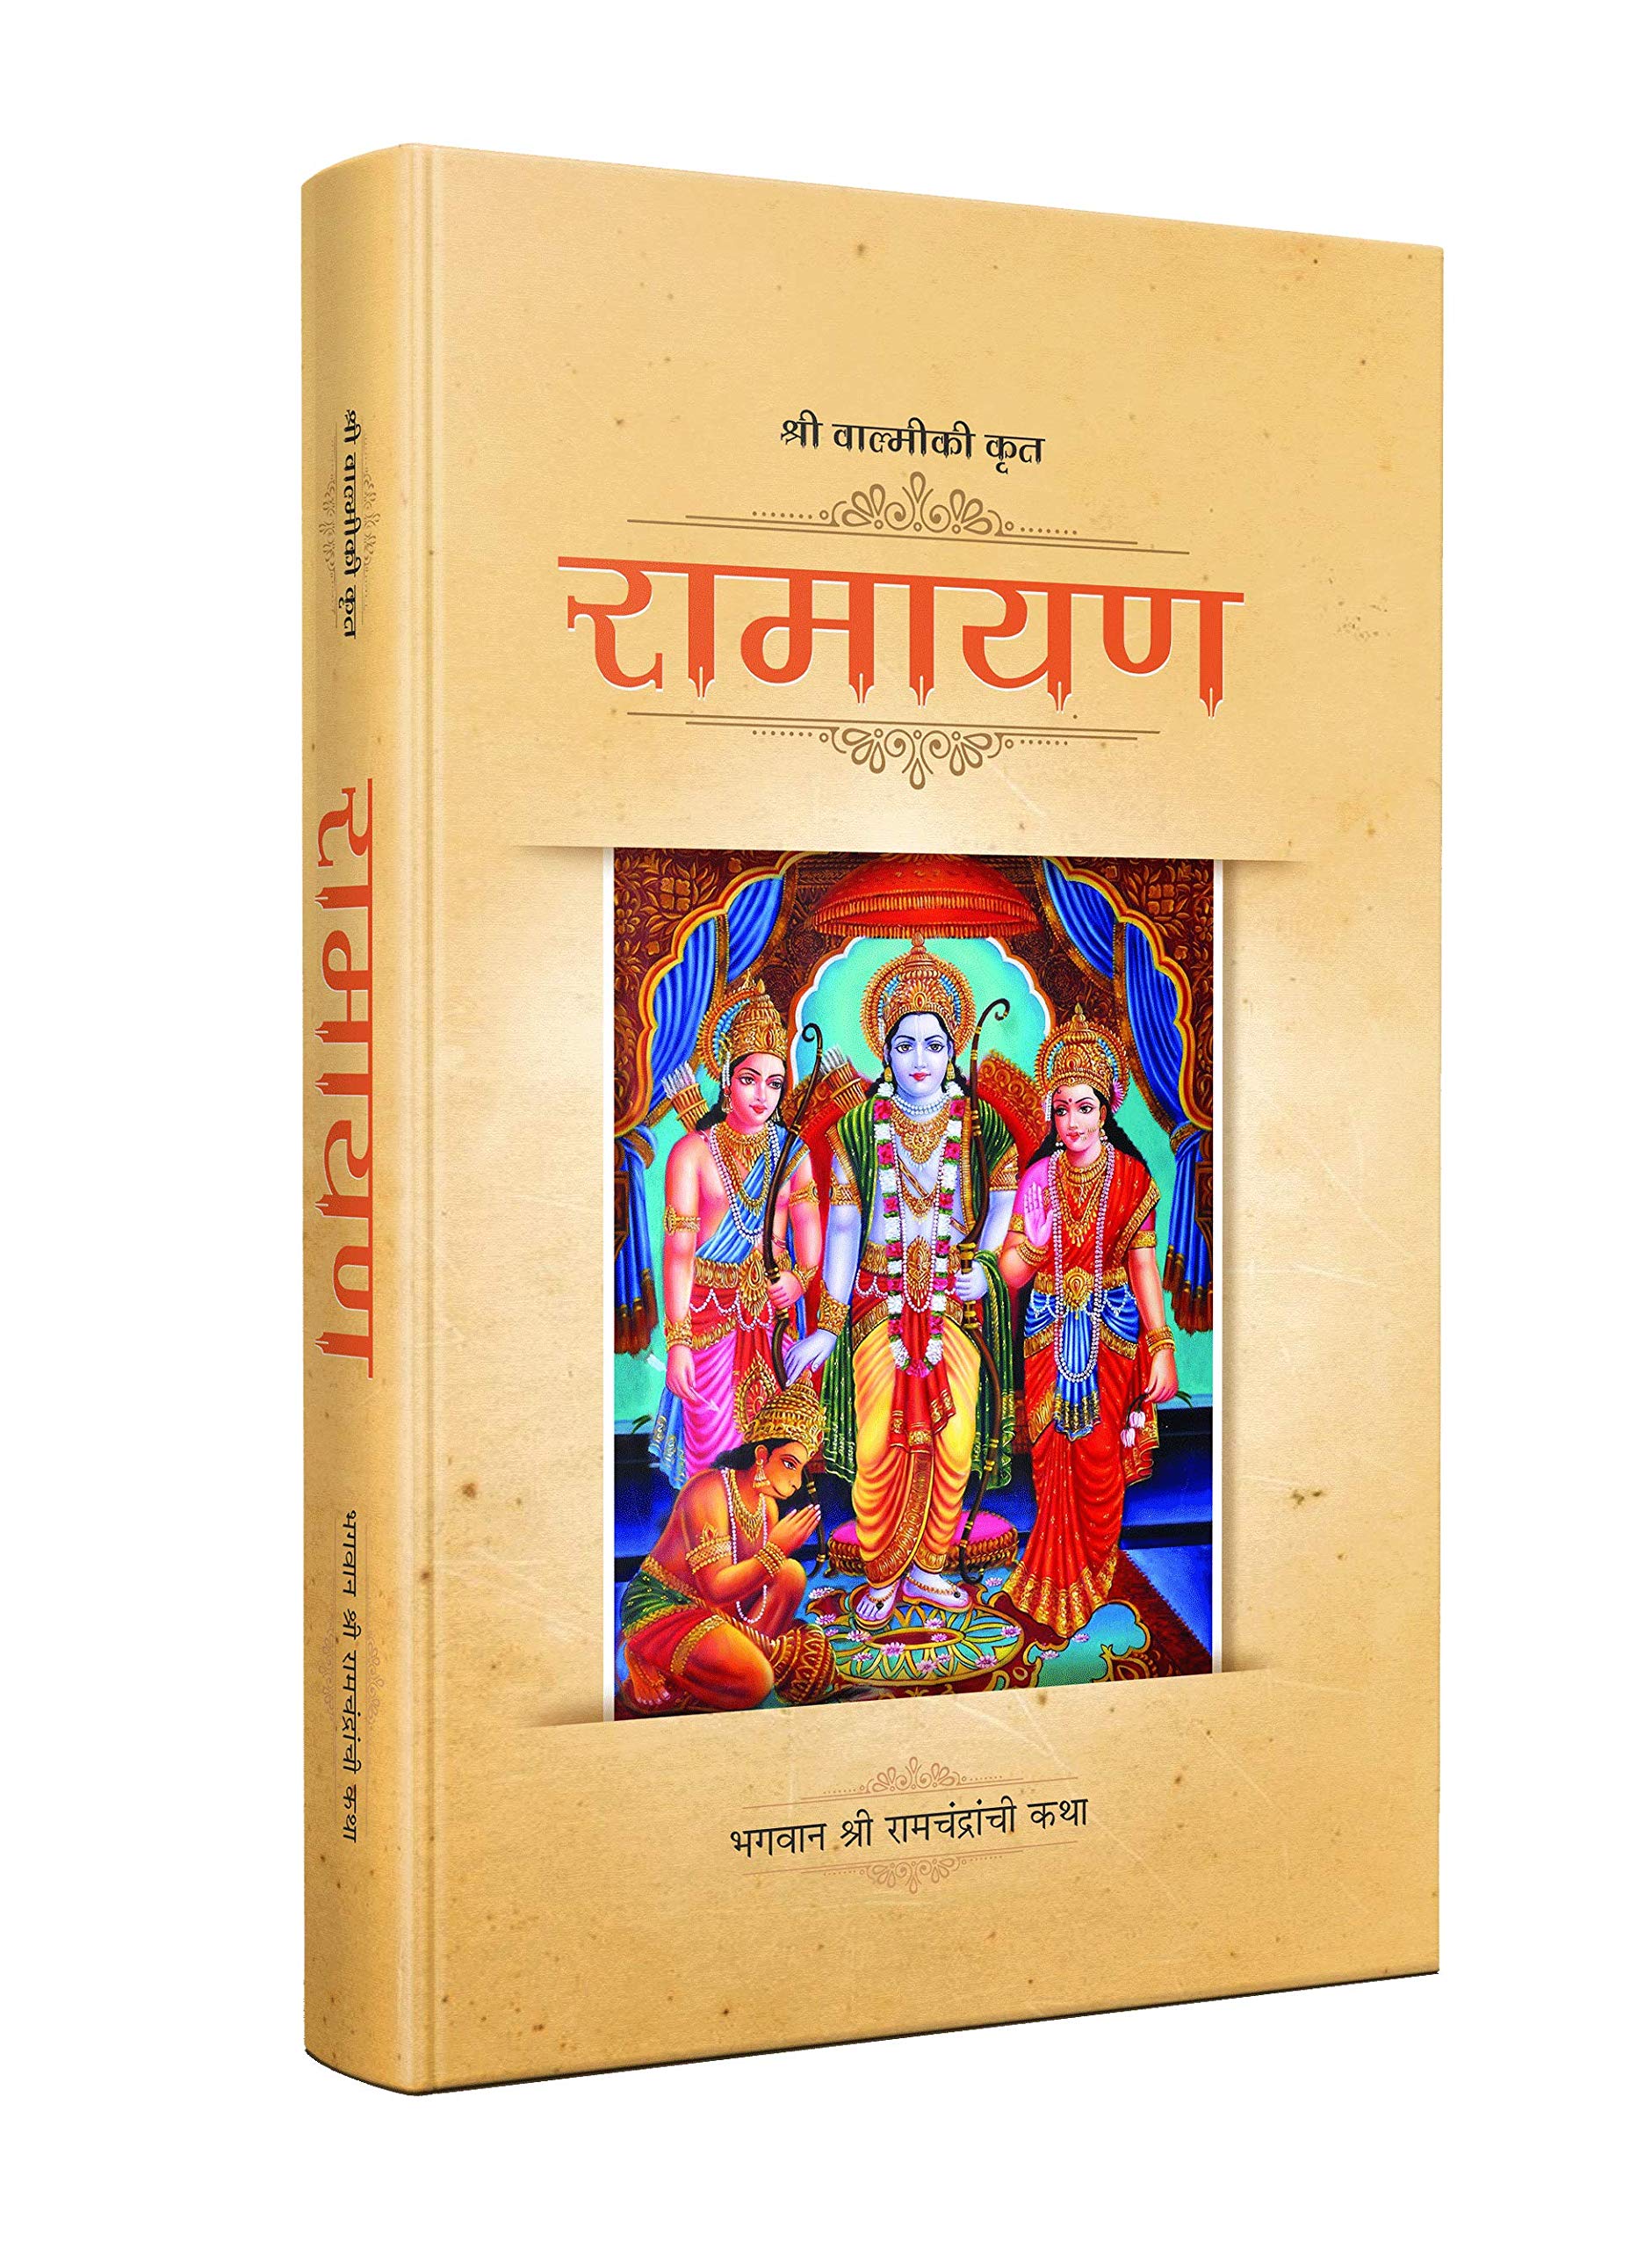 श्री वाल्मीकी कृत
रामायण
भगवान श्री रामचंद्रांची कथा
श्री वाल्मीकी कृत
रामायण
भगवान श्री रामचंद्रांची कथा